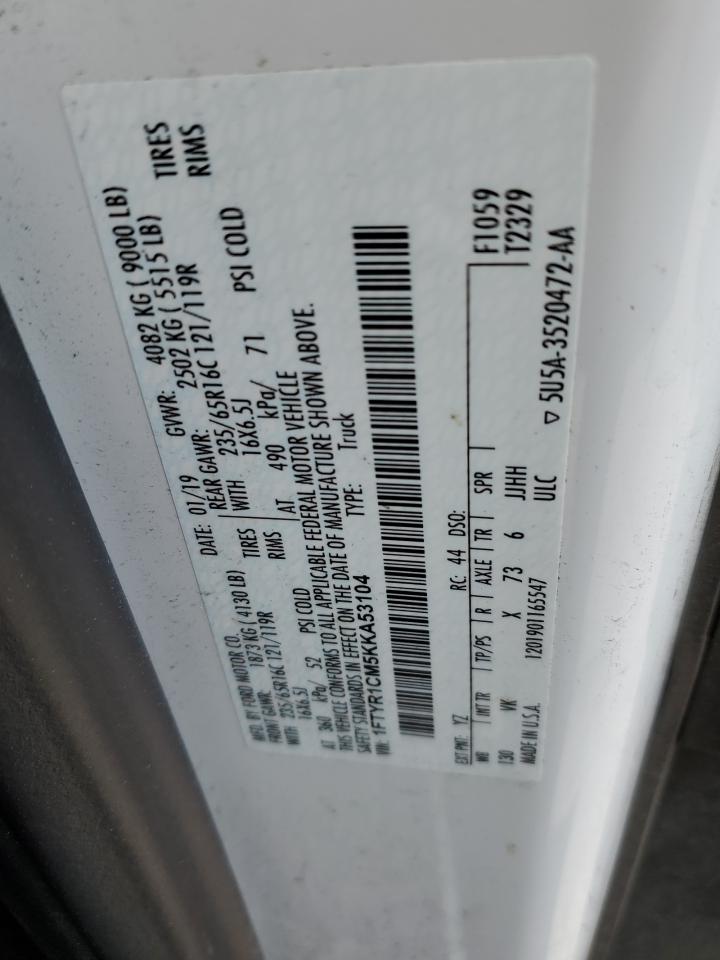 MFD. BY FORD MOTOR CO.
DATE: 01/19 GVWR: 4082 KG ( 9000 LB)
FRONT GAWR: 1873 KG ( 4130 LB) REAR GAWR: 2502 KG ( 5515 LB)
WITH 235/65R16C 121/119R TIRES WITH 235/65R16C 121/119R TIRES
16X6.5J RIMS 16X6.5J RIMS
AT 360 kPa/ 52 PSI COLD AT 490 kPa/ 71 PSI COLD
THIS VEHICLE CONFORMS TO ALL APPLICABLE FEDERAL MOTOR VEHICLE
SAFETY STANDARDS IN EFFECT ON THE DATE OF MANUFACTURE SHOWN ABOVE.
VIN: 1FTYR1CM5KKA53104 TYPE: Truck
EXT PNT: YZ RC: 44 DSO: F1059
WB INT TR TP/PS R AXLE TR SPR T2329
130 VK X 73 6 JJHH
MADE IN U.S.A. 1201901165547 ULC ▽ 5U5A-3520472-AA